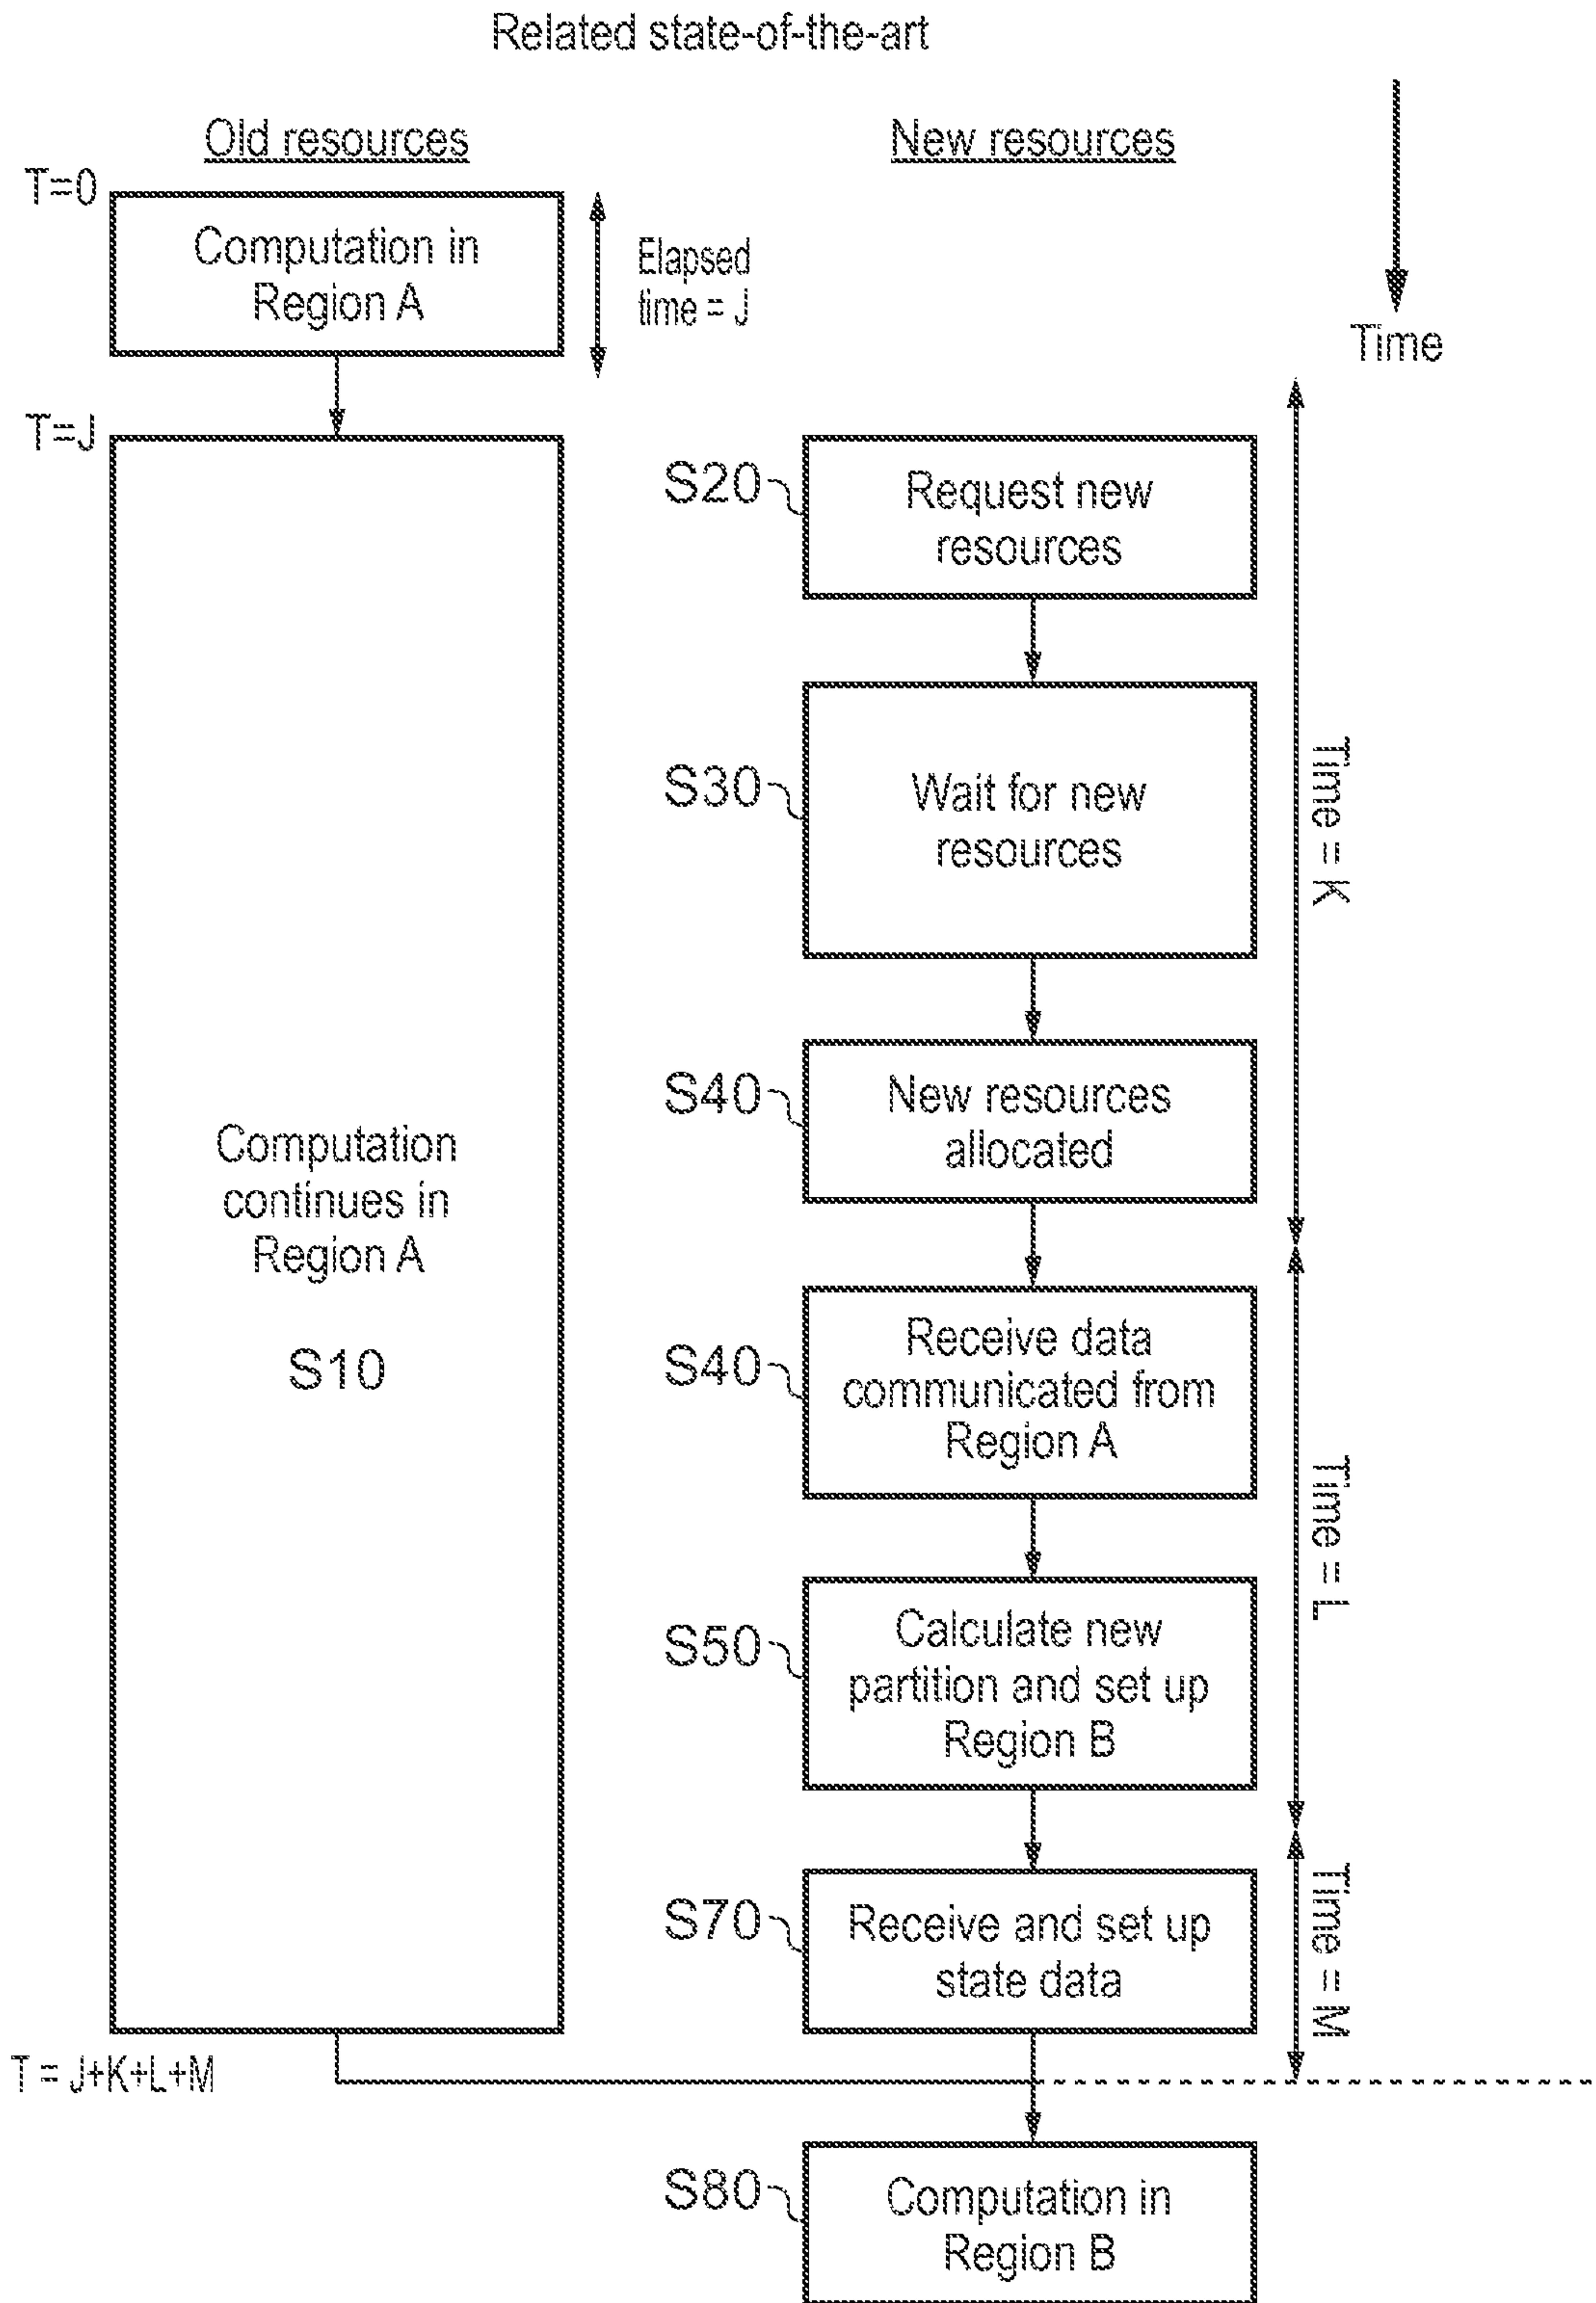 Related state-of-the-art
Old resources
New resources
T=0
Computation in
Region A
Elapsed
time = J
Time
T=J
S20
Request new
resources
S30
Wait for new
resources
Time = K
S40
New resources
allocated
Computation
continues in
Region A
S10
S40
Receive data
communicated from
Region A
Time = L
S50
Calculate new
partition and set up
Region B
S70
Receive and set up
state data
Time = M
T = J+K+L+M
S80
Computation in
Region B